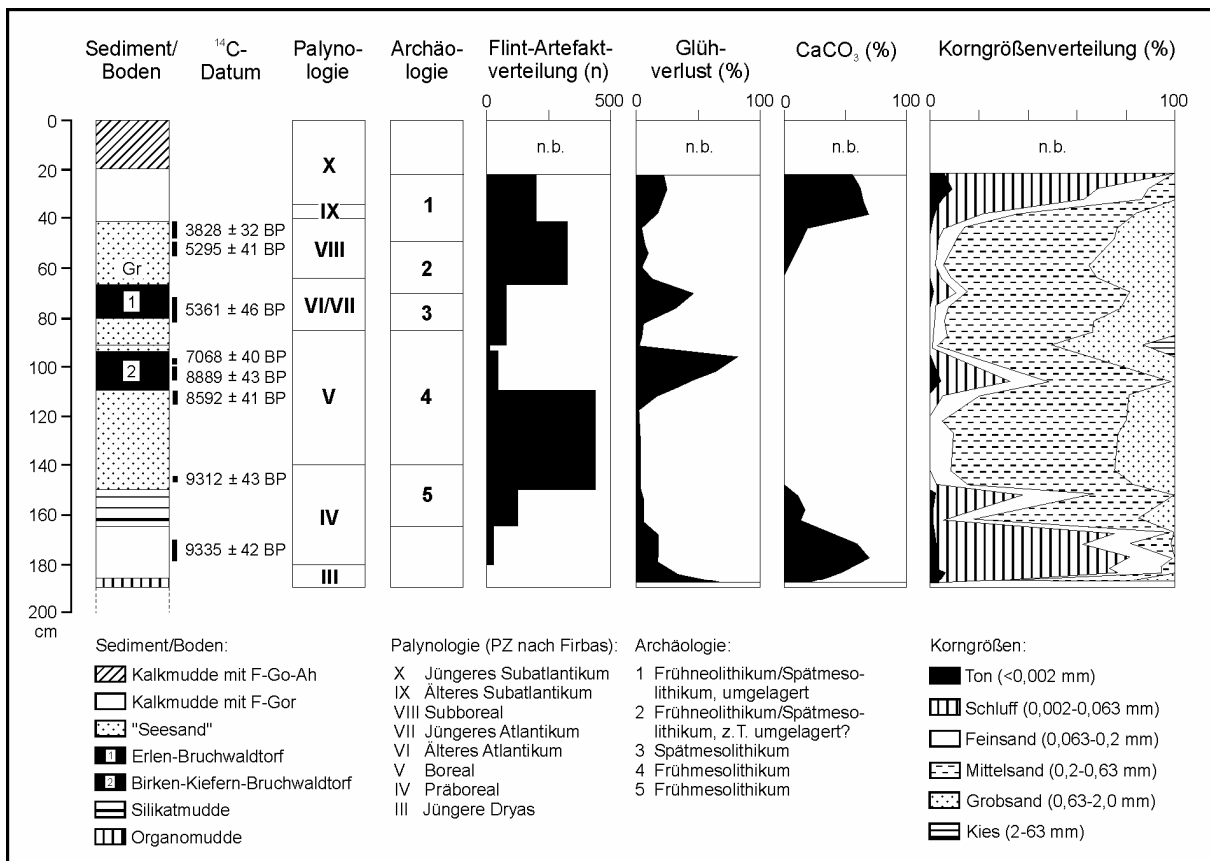 Sediment/
Boden
¹⁴C-
Datum
Palyno-
logie
Archäo-
logie
Flint-Artefakt-
verteilung (n)
Glüh-
verlust (%)
CaCO₃ (%)
Korngrößenverteilung (%)
0 500
0 100
0 100
0 100
0
20
40
60
80
100
120
140
160
180
200
cm
Gr
1
2
3828 ± 32 BP
5295 ± 41 BP
5361 ± 46 BP
7068 ± 40 BP
8889 ± 43 BP
8592 ± 41 BP
9312 ± 43 BP
9335 ± 42 BP
X
IX
VIII
VI/VII
V
IV
III
1
2
3
4
5
n.b.
n.b.
n.b.
Sediment/Boden:
Kalkmudde mit F-Go-Ah
Kalkmudde mit F-Gor
"Seesand"
1 Erlen-Bruchwaldtorf
2 Birken-Kiefern-Bruchwaldtorf
Silikatmudde
Organomudde
Palynologie (PZ nach Firbas):
X Jüngeres Subatlantikum
IX Älteres Subatlantikum
VIII Subboreal
VII Jüngeres Atlantikum
VI Älteres Atlantikum
V Boreal
IV Präboreal
III Jüngere Dryas
Archäologie:
1 Frühneolithikum/Spätmeso-
lithikum, umgelagert
2 Frühneolithikum/Spätmeso-
lithikum, z.T. umgelagert?
3 Spätmesolithikum
4 Frühmesolithikum
5 Frühmesolithikum
Korngrößen:
Ton (<0,002 mm)
Schluff (0,002-0,063 mm)
Feinsand (0,063-0,2 mm)
Mittelsand (0,2-0,63 mm)
Grobsand (0,63-2,0 mm)
Kies (2-63 mm)